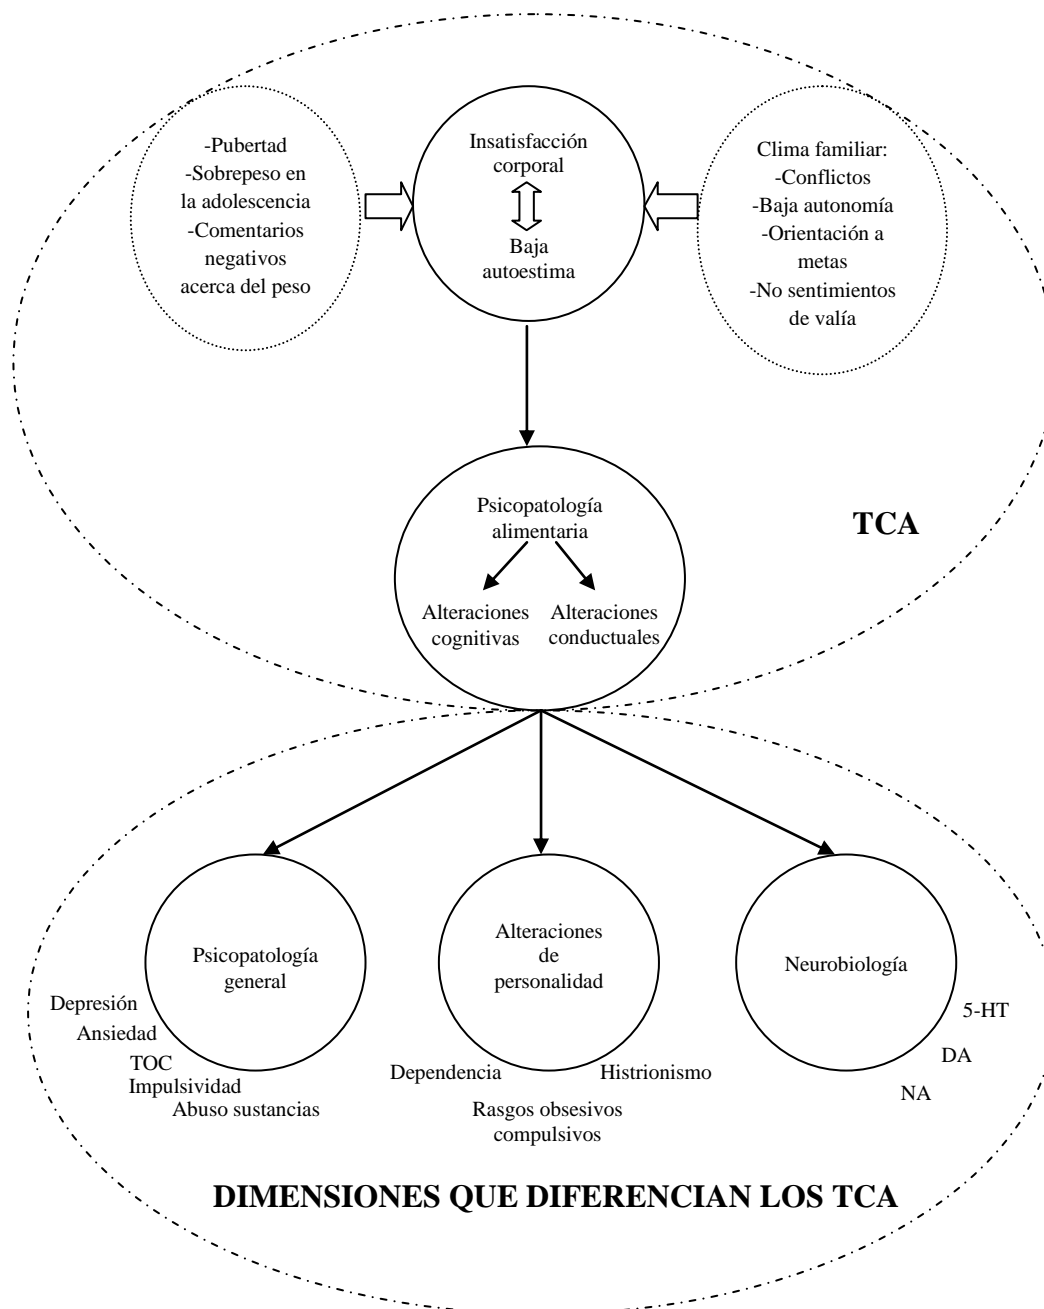 -Pubertad
-Sobrepeso en
la adolescencia
-Comentarios
negativos
acerca del peso
Insatisfacción
corporal
Baja
autoestima
Clima familiar:
-Conflictos
-Baja autonomía
-Orientación a
metas
-No sentimientos
de valía
TCA
Psicopatología
alimentaria
Alteraciones
cognitivas
Alteraciones
conductuales
Psicopatología
general
Depresión
Ansiedad
TOC
Impulsividad
Abuso sustancias
Alteraciones
de
personalidad
Dependencia
Histrionismo
Rasgos obsesivos
compulsivos
Neurobiología
5-HT
DA
NA
DIMENSIONES QUE DIFERENCIAN LOS TCA